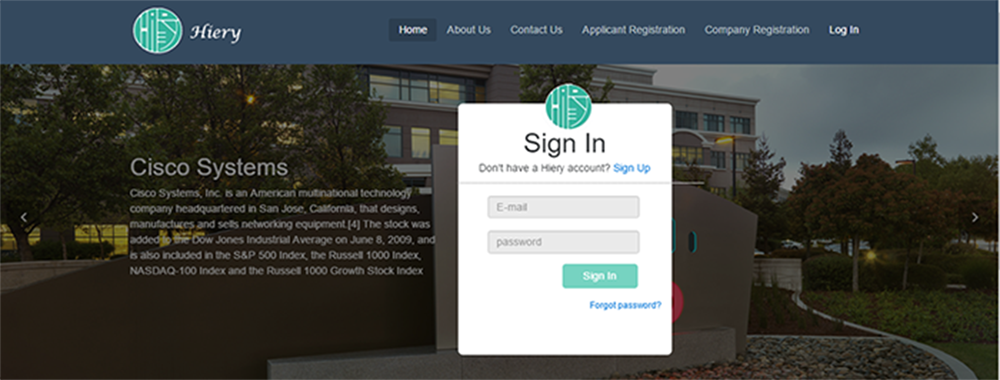 Hiery
Home About Us Contact Us Applicant Registration Company Registration Log In
Cisco Systems
Cisco Systems, Inc. is an American multinational technology
company headquartered in San Jose, California, that designs,
manufactures and sells networking equipment.[4] The stock was
added to the Dow Jones Industrial Average on June 8, 2009, and
is also included in the S&P 500 Index, the Russell 1000 Index,
NASDAQ-100 Index and the Russell 1000 Growth Stock Index
Sign In
Don't have a Hiery account? Sign Up
E-mail
password
Sign In
Forgot password?